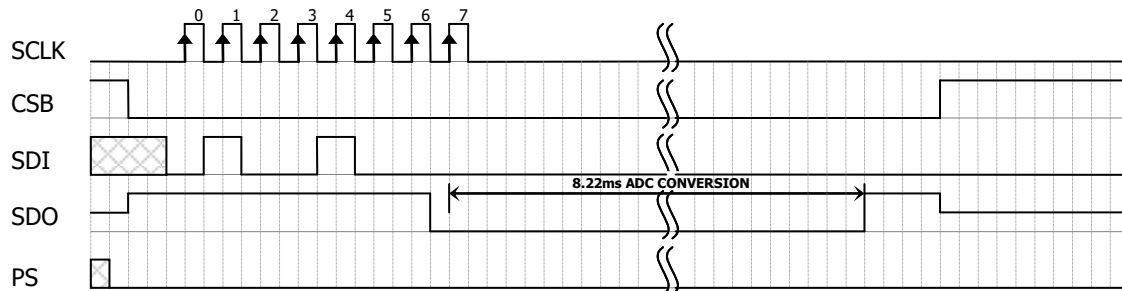 0 1 2 3 4 5 6 7
SCLK
CSB
SDI
8.22ms ADC CONVERSION
SDO
PS